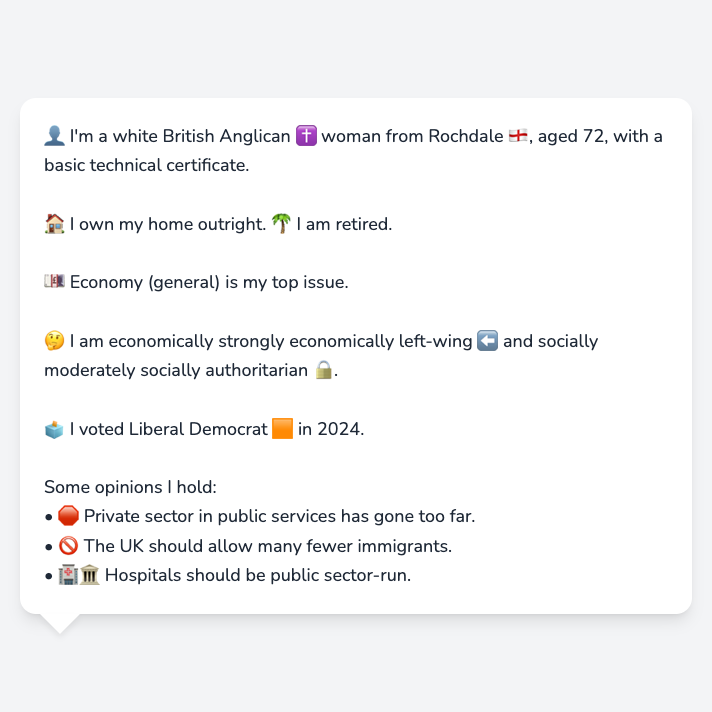 👤 I'm a white British Anglican ✝️ woman from Rochdale 🏴󠁧󠁢󠁥󠁮󠁧󠁿, aged 72, with a
basic technical certificate.
🏠 I own my home outright. 🌴 I am retired.
💷 Economy (general) is my top issue.
🤔 I am economically strongly economically left-wing ⬅️ and socially
moderately socially authoritarian 🔒.
🗳️ I voted Liberal Democrat 🟧 in 2024.
Some opinions I hold:
• 🛑 Private sector in public services has gone too far.
• 🚫 The UK should allow many fewer immigrants.
• 🏥🏛️ Hospitals should be public sector-run.